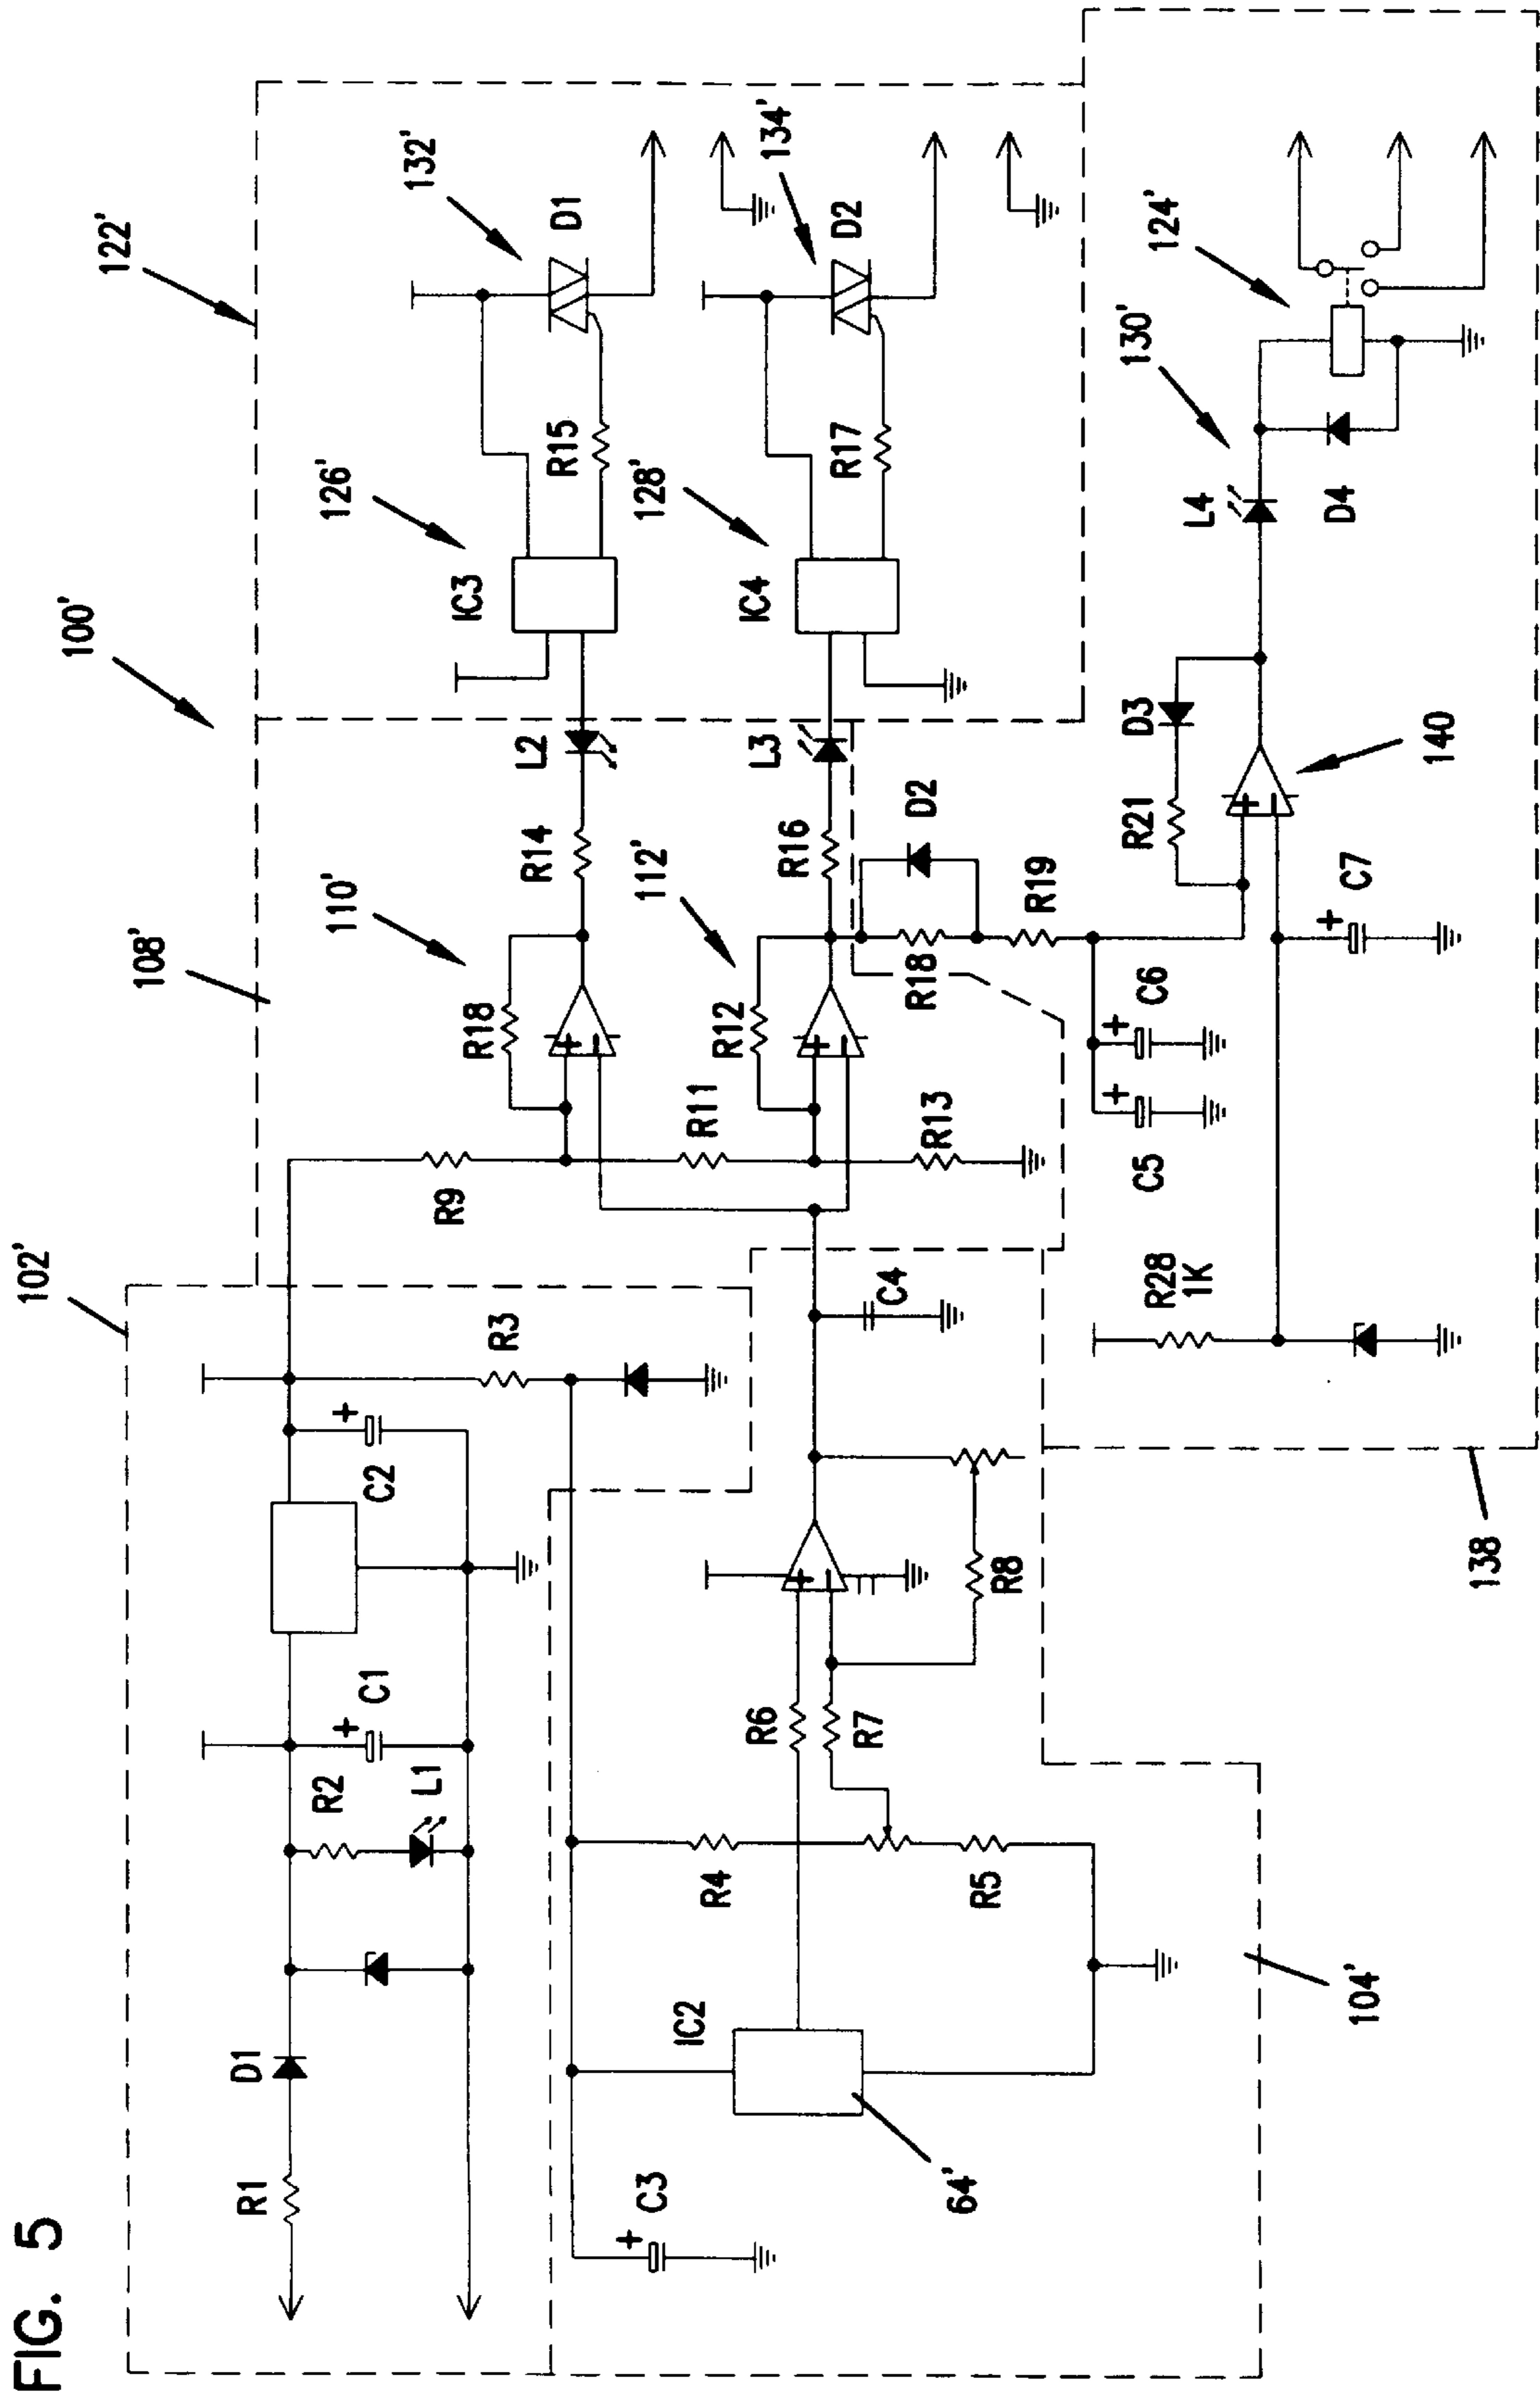 FIG. 5
100'
102'
108'
122'
R1
D1
R2
L1
C1
+
C2
+
R3
R9
R18
110'
+
−
R14
L2
IC3
126'
R15
132'
D1
R11
R12
112'
+
−
R16
L3
IC4
128'
R17
134'
D2
R13
C3
+
IC2
64'
R4
R5
R6
R7
+
−
R8
C4
104'
R18
D2
R19
C5
+
C6
+
R28
1K
C7
+
R21
D3
+
−
140
L4
130'
D4
124'
138